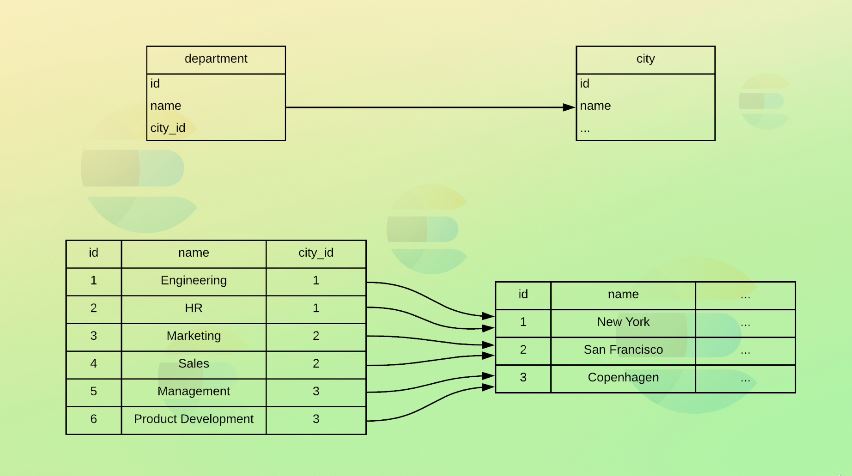 department
id
name
city_id
city
id
name
...
id name city_id
1 Engineering 1
2 HR 1
3 Marketing 2
4 Sales 2
5 Management 3
6 Product Development 3
id name ...
1 New York ...
2 San Francisco ...
3 Copenhagen ...